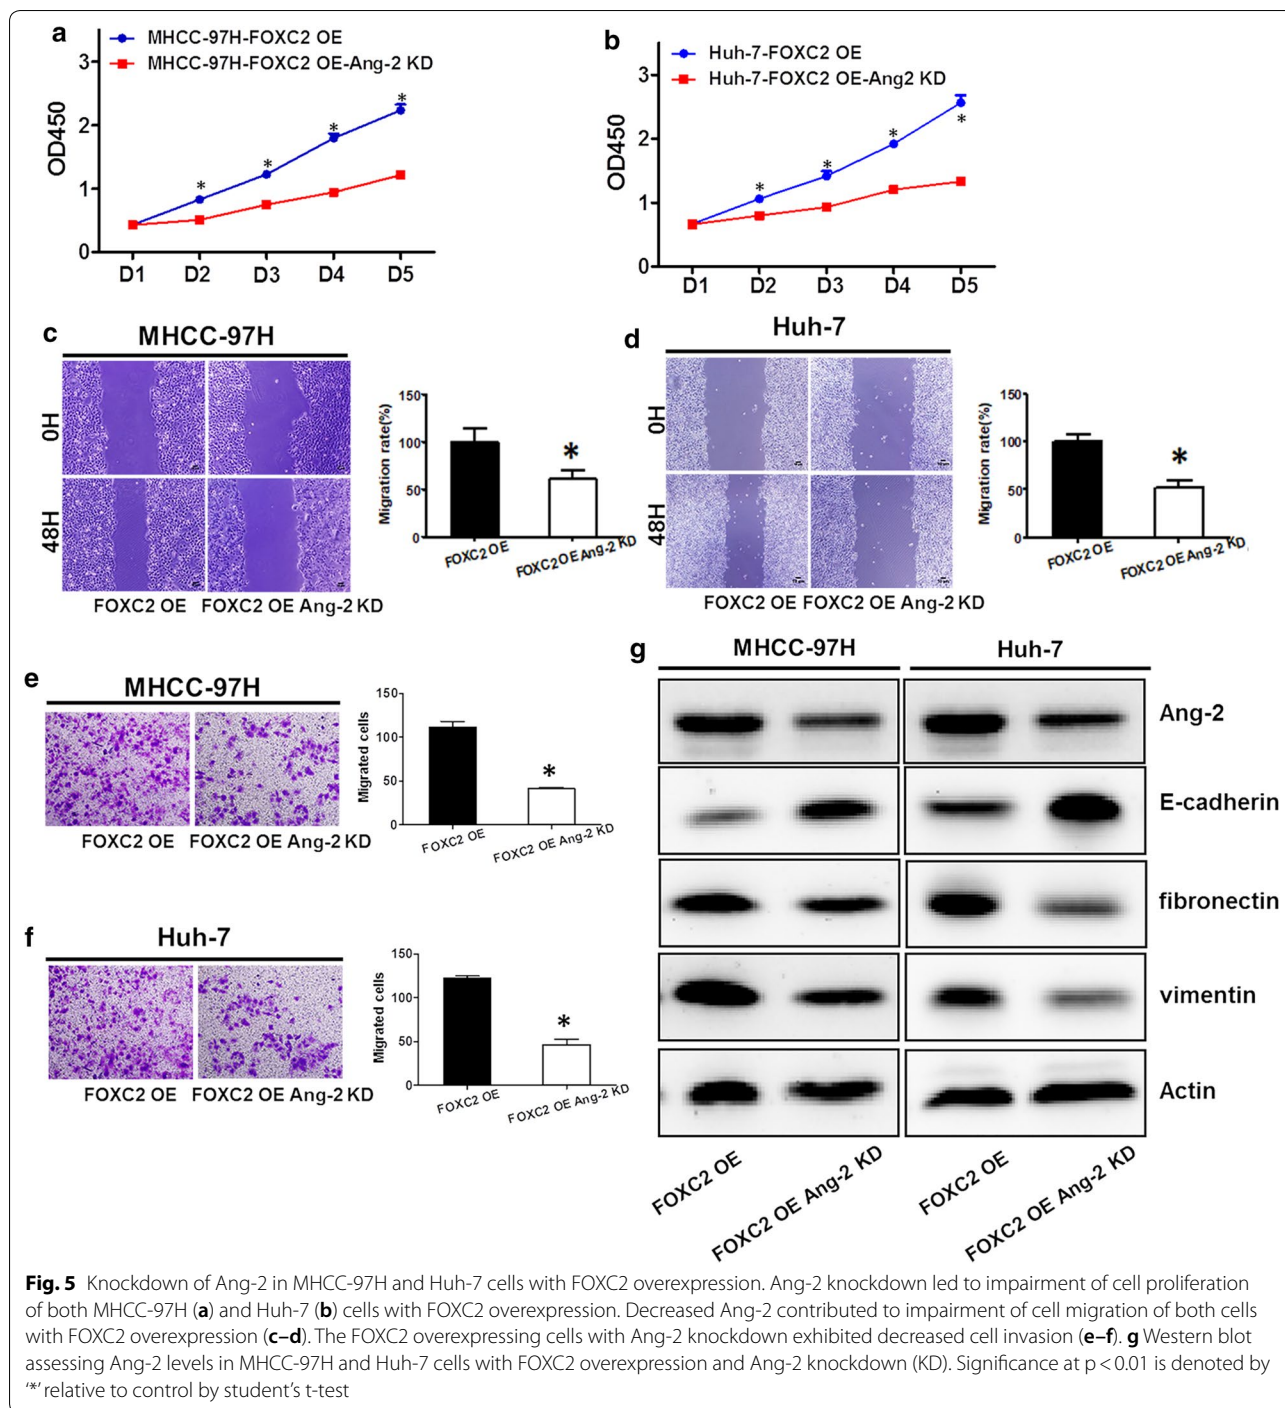 a
MHCC-97H-FOXC2 OE
MHCC-97H-FOXC2 OE-Ang-2 KD
OD450
3
2
1
0
D1 D2 D3 D4 D5
* * * *
b
Huh-7-FOXC2 OE
Huh-7-FOXC2 OE-Ang2 KD
OD450
3
2
1
0
D1 D2 D3 D4 D5
* * * *
c
MHCC-97H
0H
48H
FOXC2 OE FOXC2 OE Ang-2 KD
Migration rate(%)
150
100
50
0
*
FOXC2 OE FOXC2 OE Ang-2 KD
d
Huh-7
0H
48H
FOXC2 OE FOXC2 OE Ang-2 KD
Migration rate(%)
150
100
50
0
*
FOXC2 OE FOXC2 OE Ang-2 KD
e
MHCC-97H
FOXC2 OE FOXC2 OE Ang-2 KD
Migrated cells
150
100
50
0
*
FOXC2 OE FOXC2 OE Ang-2 KD
f
Huh-7
FOXC2 OE FOXC2 OE Ang-2 KD
Migrated cells
150
100
50
0
*
FOXC2 OE FOXC2 OE Ang-2 KD
g
MHCC-97H Huh-7
Ang-2
E-cadherin
fibronectin
vimentin
Actin
FOXC2 OE FOXC2 OE Ang-2 KD FOXC2 OE FOXC2 OE Ang-2 KD
Fig. 5 Knockdown of Ang-2 in MHCC-97H and Huh-7 cells with FOXC2 overexpression. Ang-2 knockdown led to impairment of cell proliferation
of both MHCC-97H (a) and Huh-7 (b) cells with FOXC2 overexpression. Decreased Ang-2 contributed to impairment of cell migration of both cells
with FOXC2 overexpression (c–d). The FOXC2 overexpressing cells with Ang-2 knockdown exhibited decreased cell invasion (e–f). g Western blot
assessing Ang-2 levels in MHCC-97H and Huh-7 cells with FOXC2 overexpression and Ang-2 knockdown (KD). Significance at p < 0.01 is denoted by
‘*’ relative to control by student’s t-test